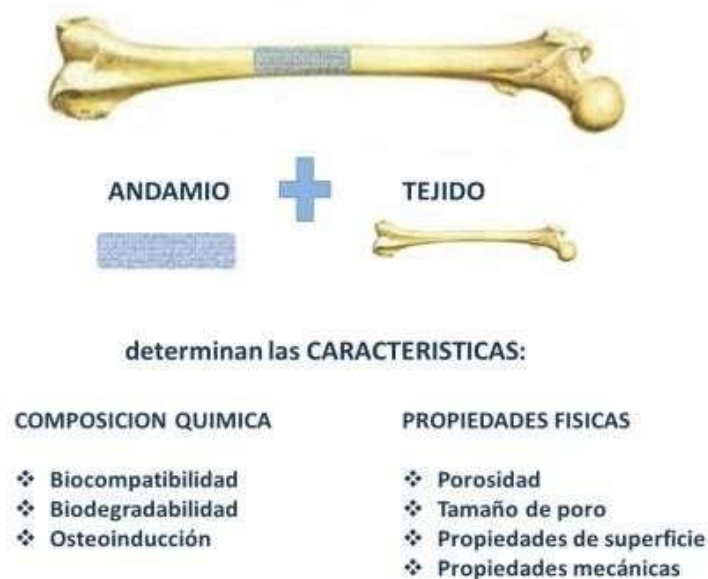 ANDAMIO
TEJIDO
determinan las CARACTERISTICAS:
COMPOSICION QUIMICA
❖ Biocompatibilidad
❖ Biodegradabilidad
❖ Osteoinducción
PROPIEDADES FISICAS
❖ Porosidad
❖ Tamaño de poro
❖ Propiedades de superficie
❖ Propiedades mecánicas